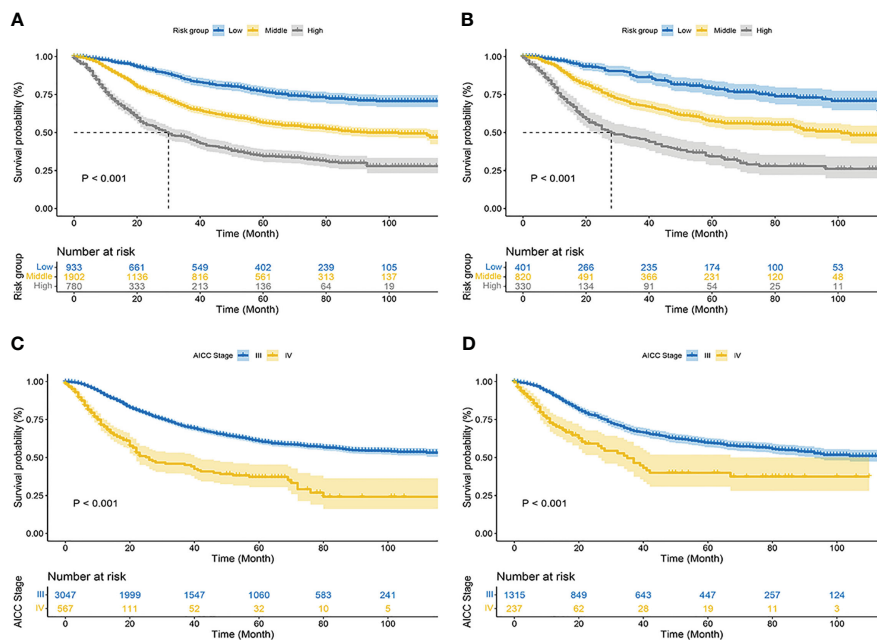 A
Risk group Low Middle High
1.00
0.75
0.50
0.25
0.00
Survival probability (%)
P < 0.001
0 20 40 60 80 100
Time (Month)
Number at risk
Risk group
Low 933 661 549 402 239 105
Middle 1902 1136 816 561 313 137
High 780 333 213 136 64 19
0 20 40 60 80 100
Time (Month)
B
Risk group Low Middle High
1.00
0.75
0.50
0.25
0.00
Survival probability (%)
P < 0.001
0 20 40 60 80 100
Time (Month)
Number at risk
Risk group
Low 401 266 235 174 100 53
Middle 820 491 366 231 120 48
High 330 134 91 54 25 11
0 20 40 60 80 100
Time (Month)
C
AICC Stage III IV
1.00
0.75
0.50
0.25
0.00
Survival probability (%)
P < 0.001
0 20 40 60 80 100
Time (Month)
Number at risk
AICC Stage
III 3047 1999 1547 1060 583 241
IV 567 111 52 32 10 5
0 20 40 60 80 100
Time (Month)
D
AICC Stage III IV
1.00
0.75
0.50
0.25
0.00
Survival probability (%)
P < 0.001
0 20 40 60 80 100
Time (Month)
Number at risk
AICC Stage
III 1315 849 643 447 257 124
IV 237 62 28 19 11 3
0 20 40 60 80 100
Time (Month)